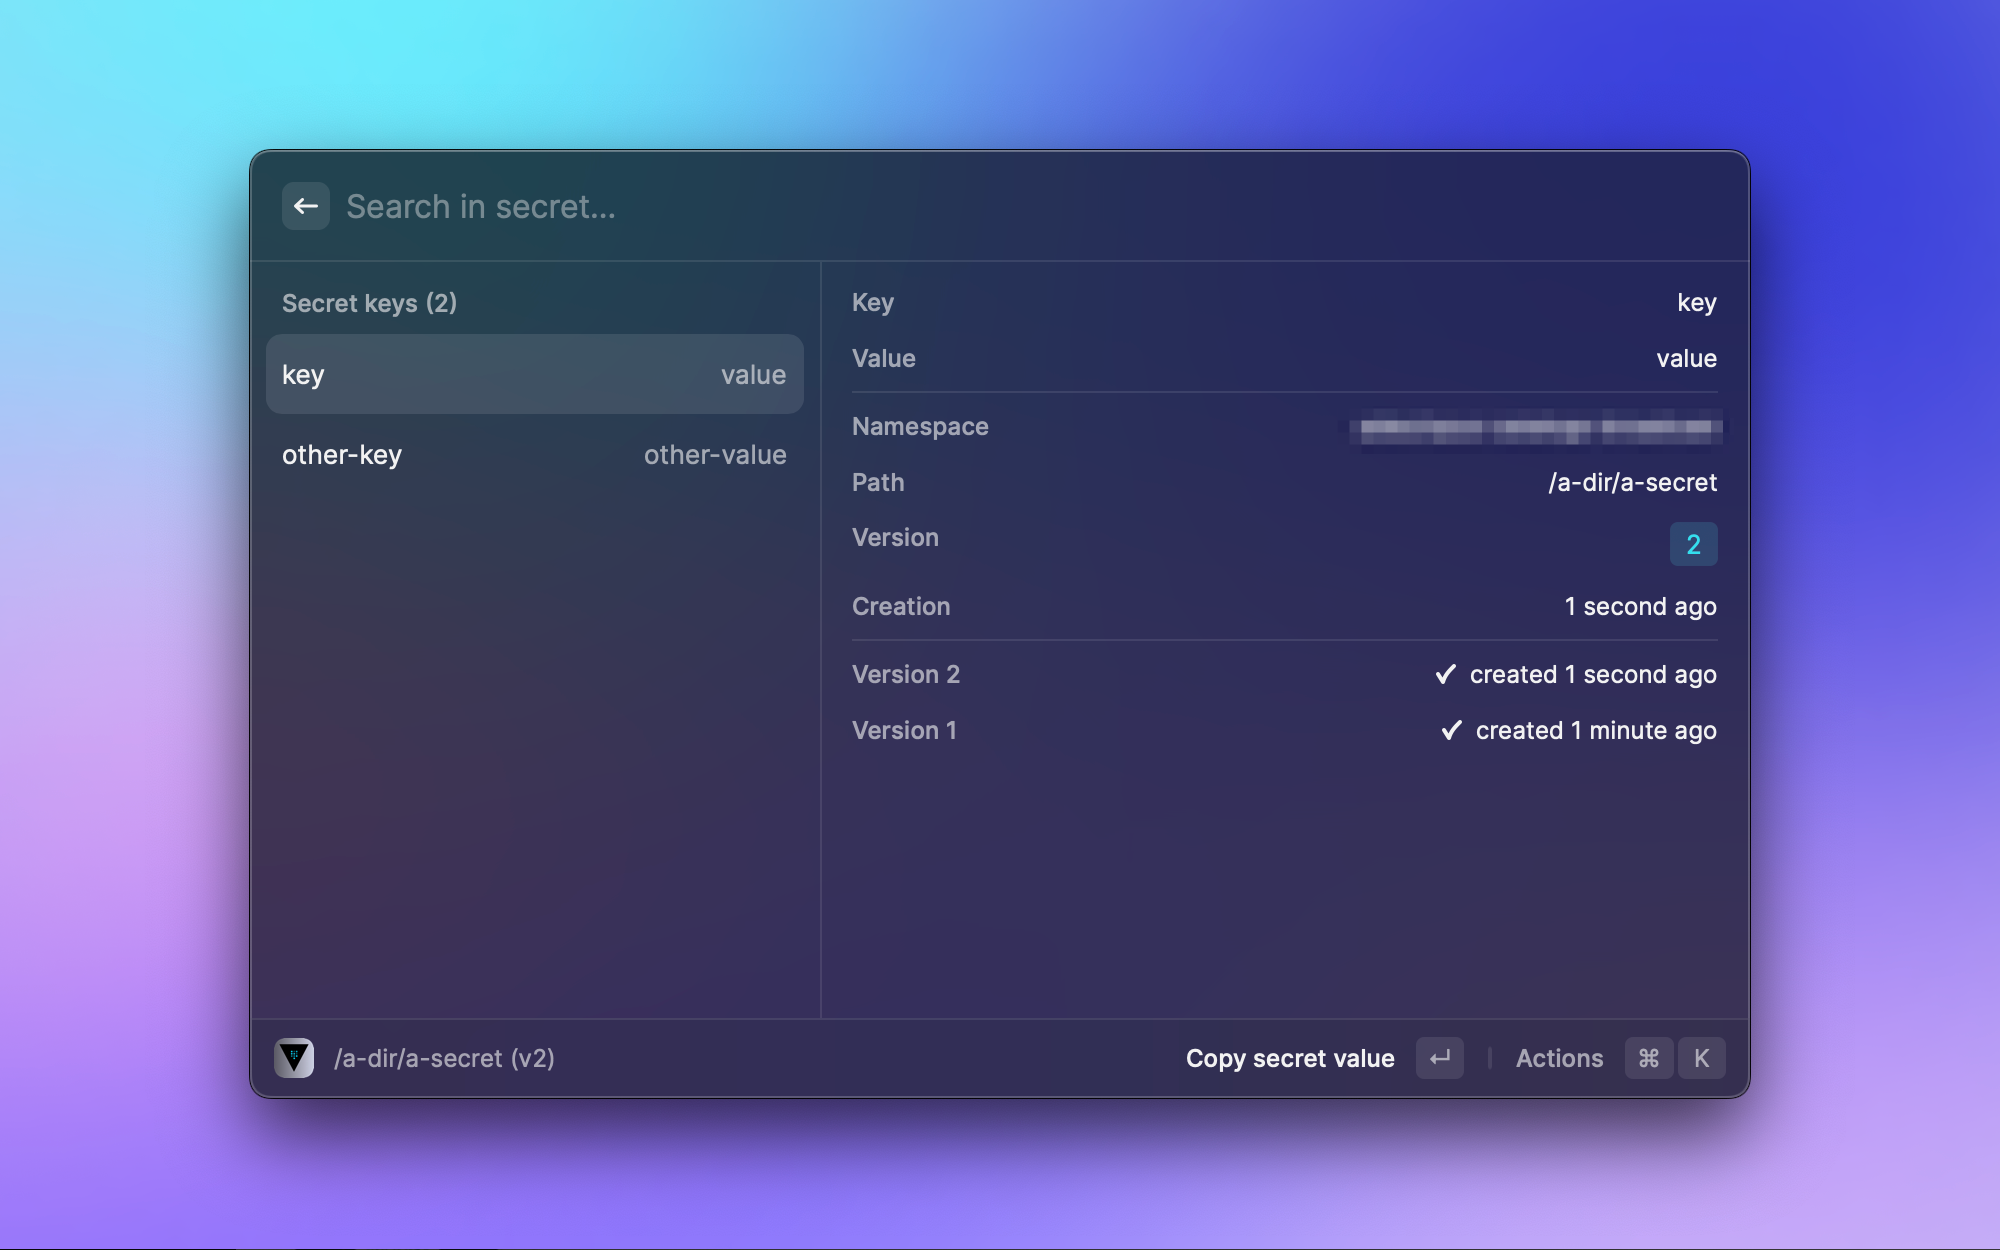 Search in secret...
Secret keys (2)
key value
other-key other-value
Key key
Value value
Namespace
Path /a-dir/a-secret
Version 2
Creation 1 second ago
Version 2 ✓ created 1 second ago
Version 1 ✓ created 1 minute ago
/a-dir/a-secret (v2) Copy secret value ↵ Actions ⌘ K